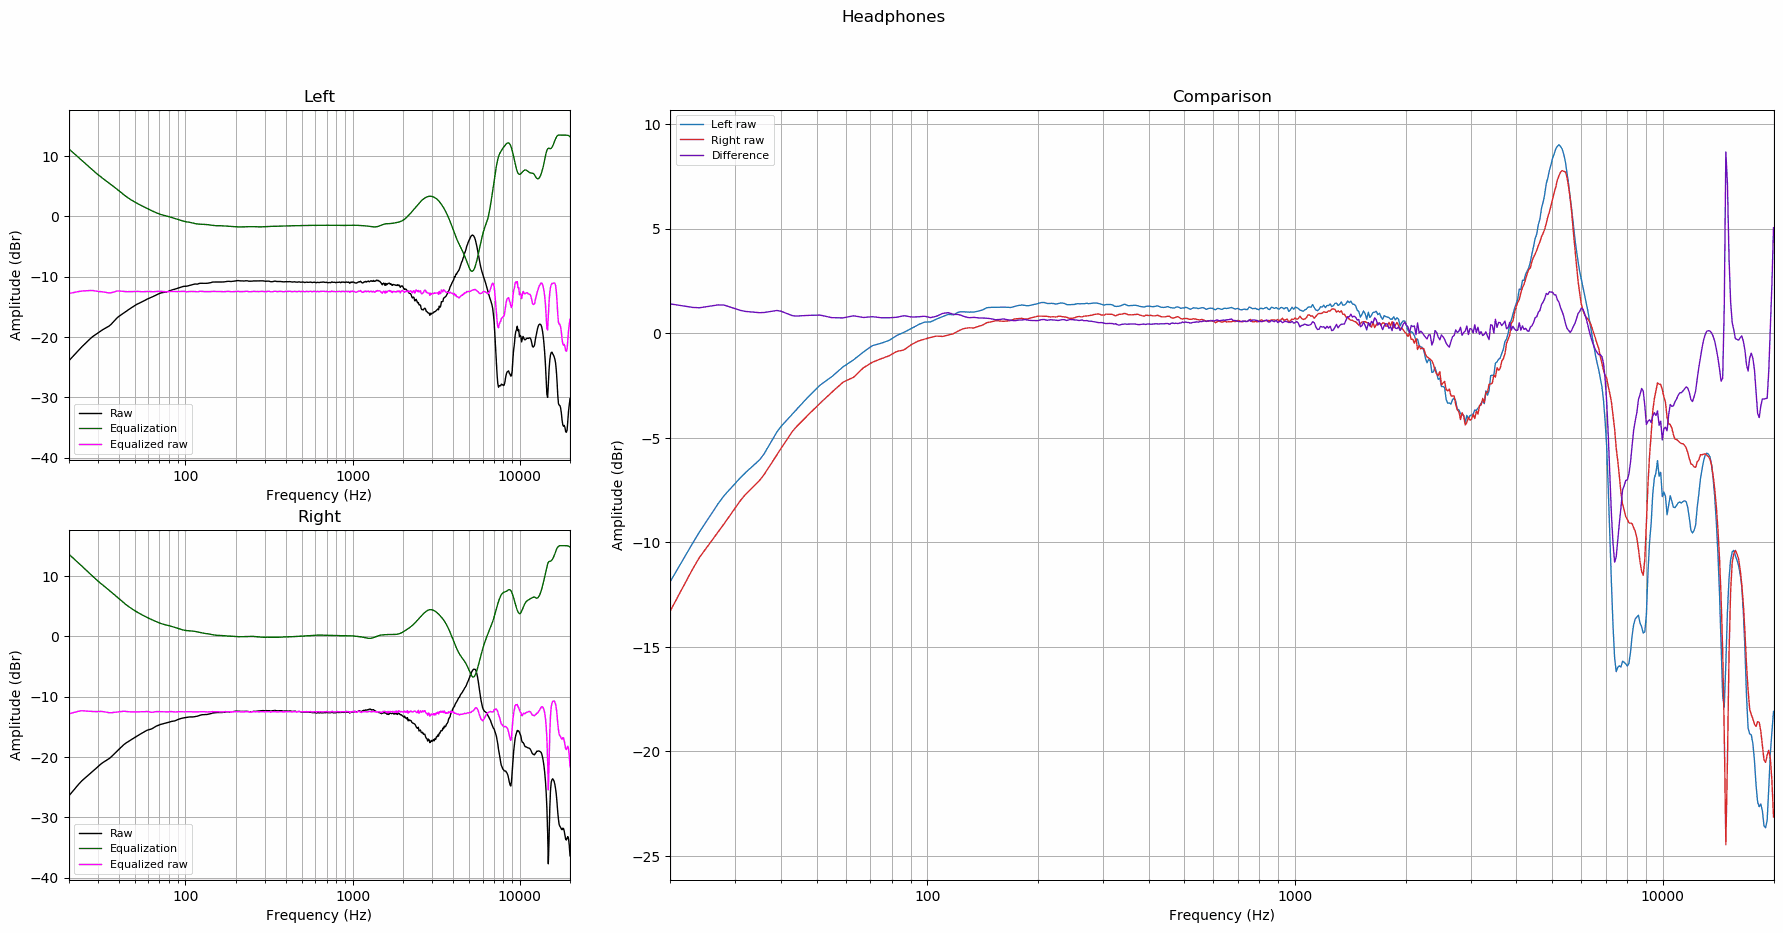 Headphones
Left
Amplitude (dBr)
10
0
−10
−20
−30
−40
Raw
Equalization
Equalized raw
100
1000
10000
Frequency (Hz)
Right
Amplitude (dBr)
10
0
−10
−20
−30
−40
Raw
Equalization
Equalized raw
100
1000
10000
Frequency (Hz)
Comparison
Amplitude (dBr)
10
5
0
−5
−10
−15
−20
−25
Left raw
Right raw
Difference
100
1000
10000
Frequency (Hz)